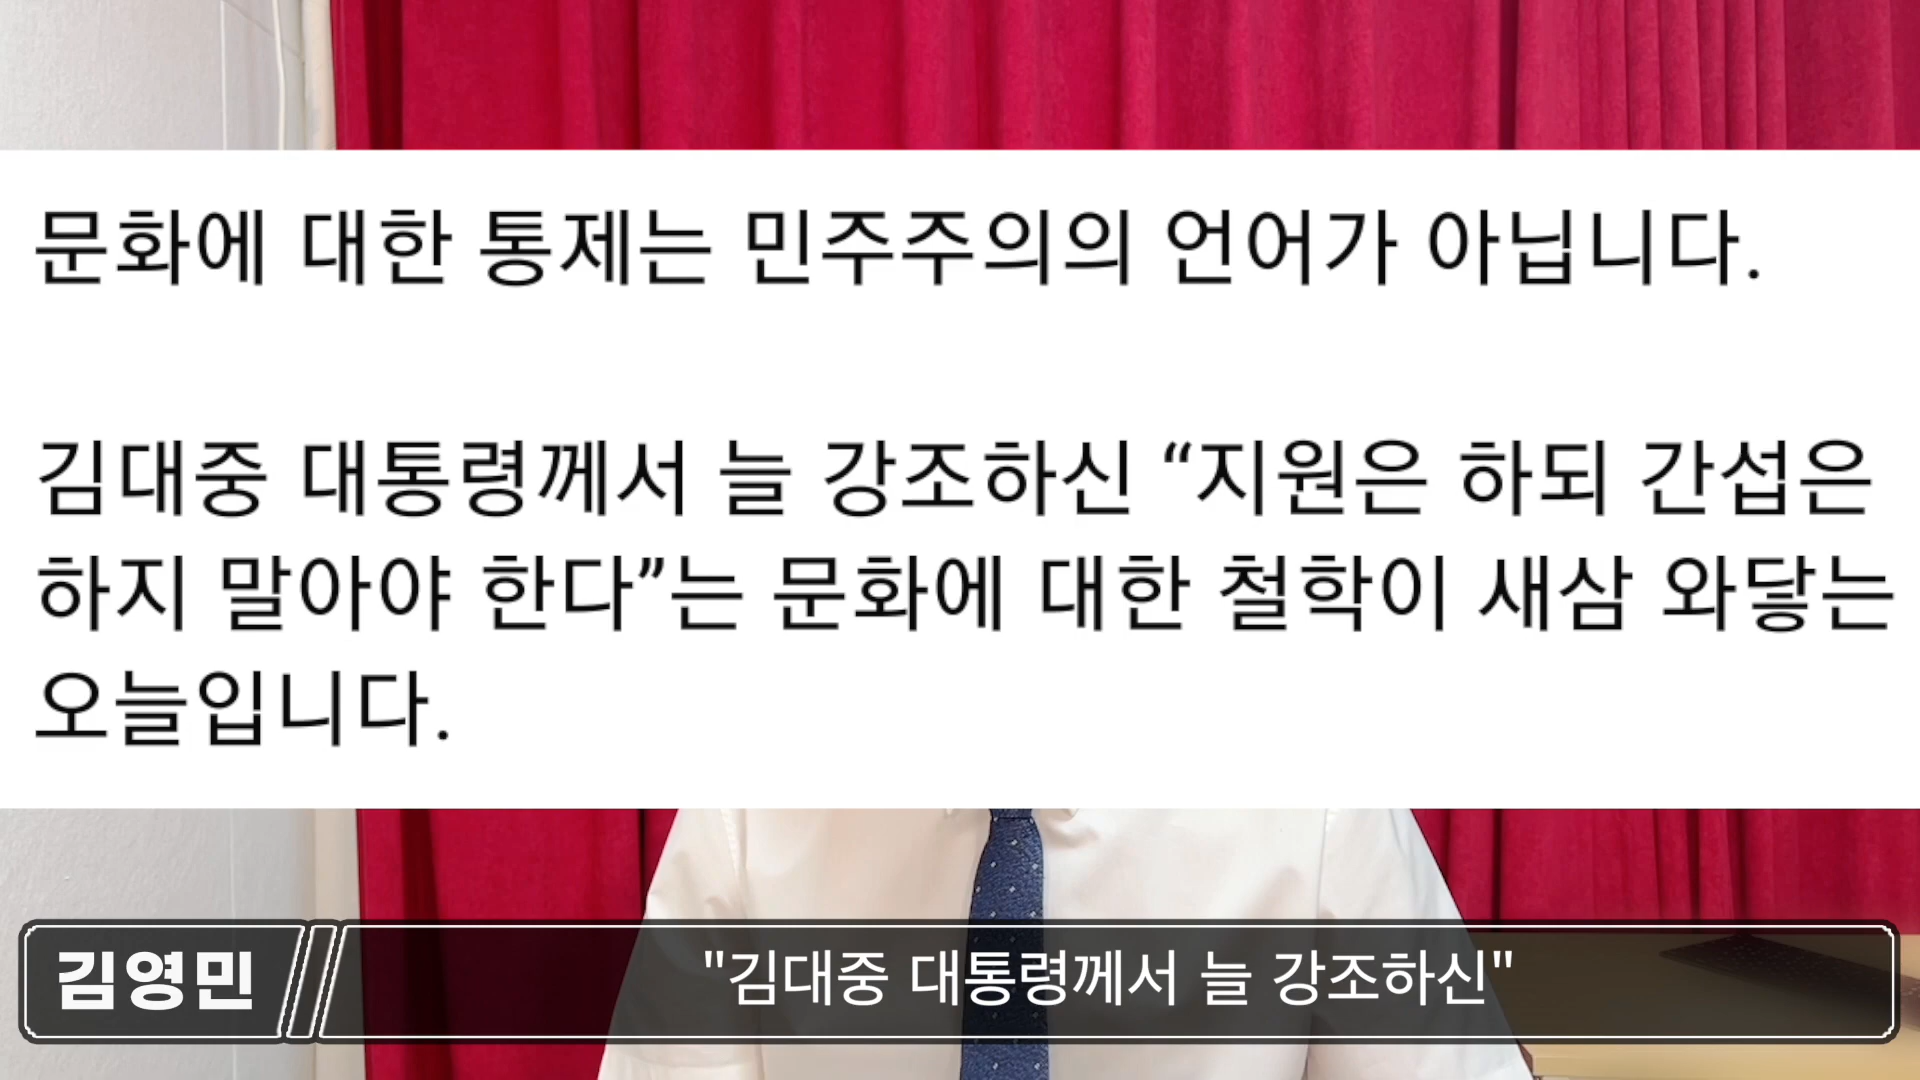 문화에 대한 통제는 민주주의의 언어가 아닙니다.
김대중 대통령께서 늘 강조하신 “지원은 하되 간섭은
하지 말아야 한다”는 문화에 대한 철학이 새삼 와닿는
오늘입니다.
김영민
"김대중 대통령께서 늘 강조하신"